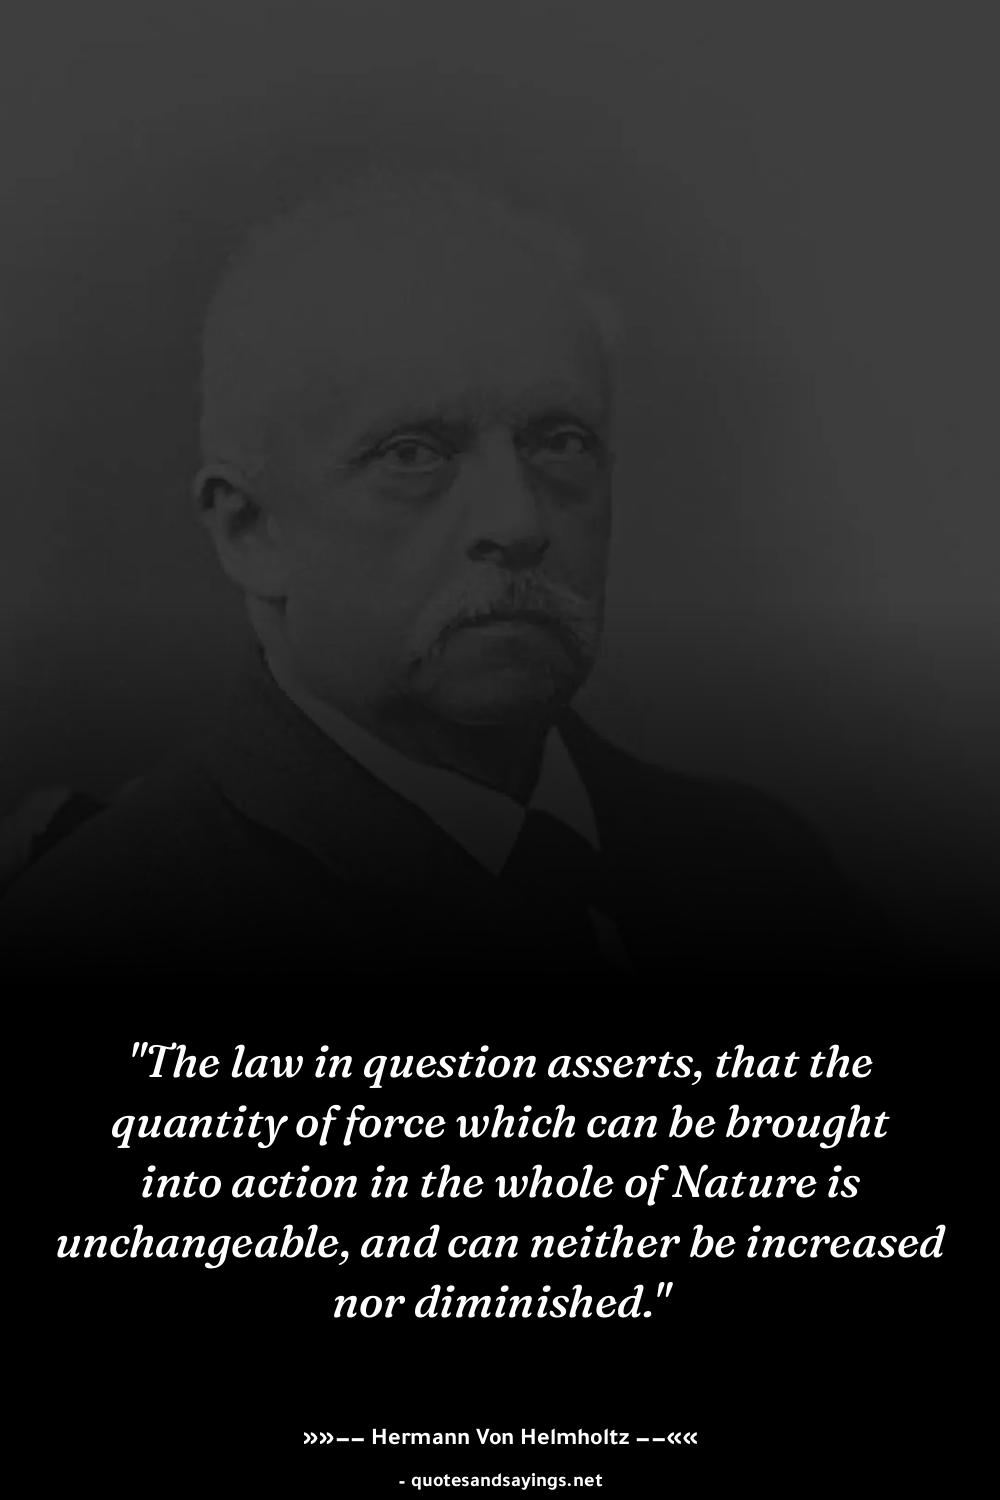 "The law in question asserts, that the
quantity of force which can be brought
into action in the whole of Nature is
unchangeable, and can neither be increased
nor diminished."
»»–– Hermann Von Helmholtz ––««
- quotesandsayings.net